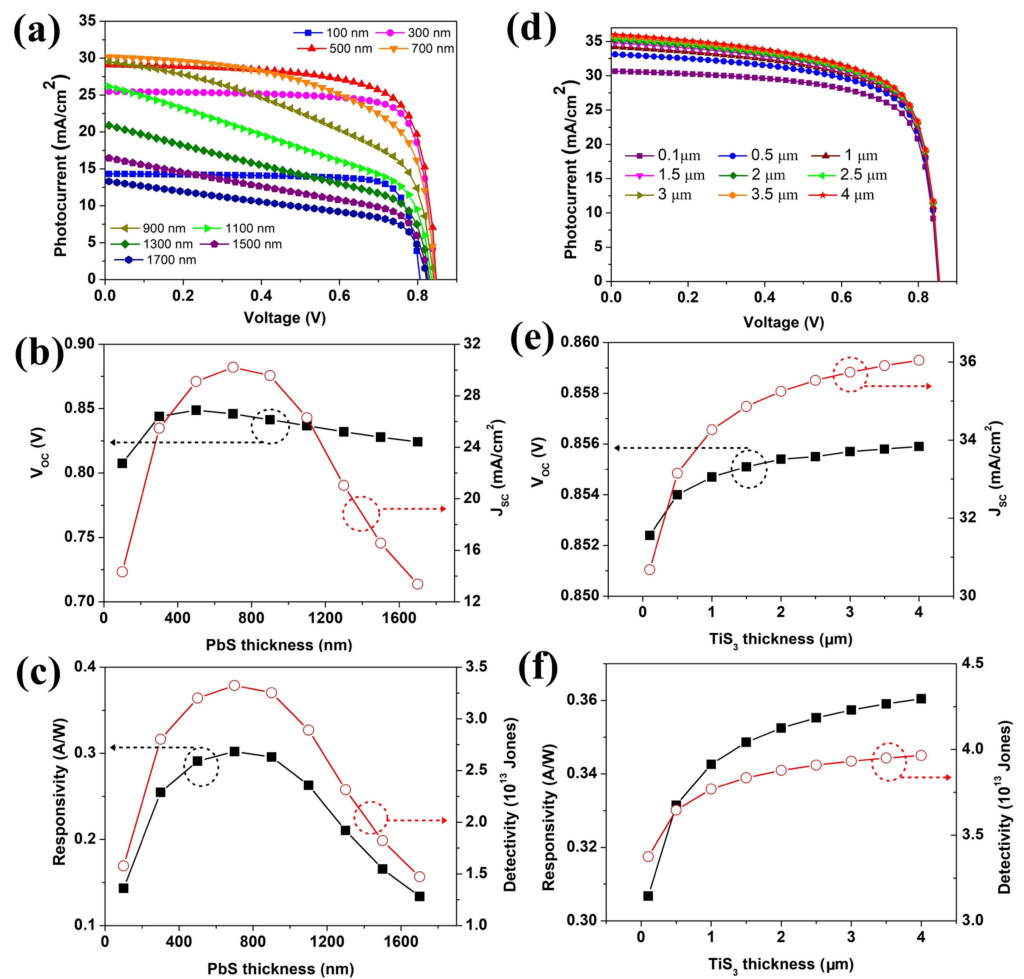 (a)
35
30
25
20
15
10
5
0
0.0
0.2
0.4
0.6
0.8
Photocurrent (mA/cm²)
Voltage (V)
100 nm
300 nm
500 nm
700 nm
900 nm
1100 nm
1300 nm
1500 nm
1700 nm
(d)
35
30
25
20
15
10
5
0
0.0
0.2
0.4
0.6
0.8
Photocurrent (mA/cm²)
Voltage (V)
0.1μm
0.5 μm
1 μm
1.5 μm
2 μm
2.5 μm
3 μm
3.5 μm
4 μm
(b)
0.90
0.85
0.80
0.75
0.70
V_OC (V)
0
400
800
1200
1600
PbS thickness (nm)
32
28
24
20
16
12
J_SC (mA/cm²)
(e)
0.860
0.858
0.856
0.854
0.852
0.850
V_OC (V)
0
1
2
3
4
TiS₃ thickness (μm)
36
34
32
30
J_SC (mA/cm²)
(c)
0.4
0.3
0.2
0.1
Responsivity (A/W)
0
400
800
1200
1600
PbS thickness (nm)
3.5
3.0
2.5
2.0
1.5
1.0
Detectivity (10¹³ Jones)
(f)
0.36
0.34
0.32
0.30
Responsivity (A/W)
0
1
2
3
4
TiS₃ thickness (μm)
4.5
4.0
3.5
3.0
Detectivity (10¹³ Jones)